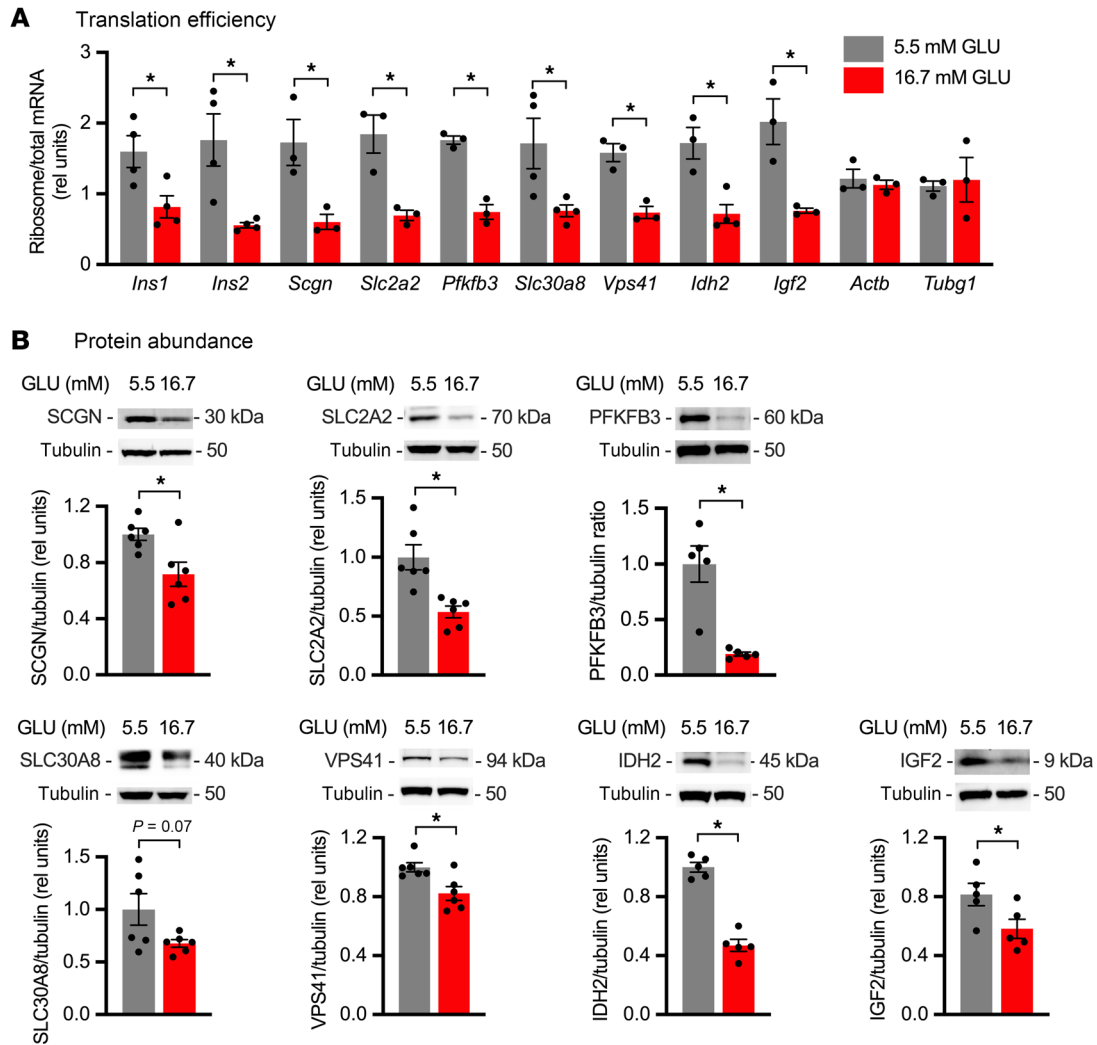 A Translation efficiency
Ribosome/total mRNA
(rel units)
3
2
1
0
5.5 mM GLU
16.7 mM GLU
* * * * * * * * *
Ins1 Ins2 Scgn Slc2a2 Pfkfb3 Slc30a8 Vps41 Idh2 Igf2 Actb Tubg1
B Protein abundance
GLU (mM) 5.5 16.7
SCGN - - 30 kDa
Tubulin - - 50
SCGN/tubulin (rel units)
1.2
0.8
0.4
0.0
*
GLU (mM) 5.5 16.7
SLC2A2 - - 70 kDa
Tubulin - - 50
SLC2A2/tubulin (rel units)
1.5
1.0
0.5
0.0
*
GLU (mM) 5.5 16.7
PFKFB3 - - 60 kDa
Tubulin - - 50
PFKFB3/tubulin ratio
1.5
1.0
0.5
0.0
*
GLU (mM) 5.5 16.7
SLC30A8 - - 40 kDa
Tubulin - - 50
SLC30A8/tubulin (rel units)
1.5
1.0
0.5
0.0
P = 0.07
GLU (mM) 5.5 16.7
VPS41 - - 94 kDa
Tubulin - - 50
VPS41/tubulin (rel units)
1.2
0.8
0.4
0.0
*
GLU (mM) 5.5 16.7
IDH2 - - 45 kDa
Tubulin - - 50
IDH2/tubulin (rel units)
1.2
0.8
0.4
0.0
*
GLU (mM) 5.5 16.7
IGF2 - - 9 kDa
Tubulin - - 50
IGF2/tubulin (rel units)
1.2
0.8
0.4
0.0
*